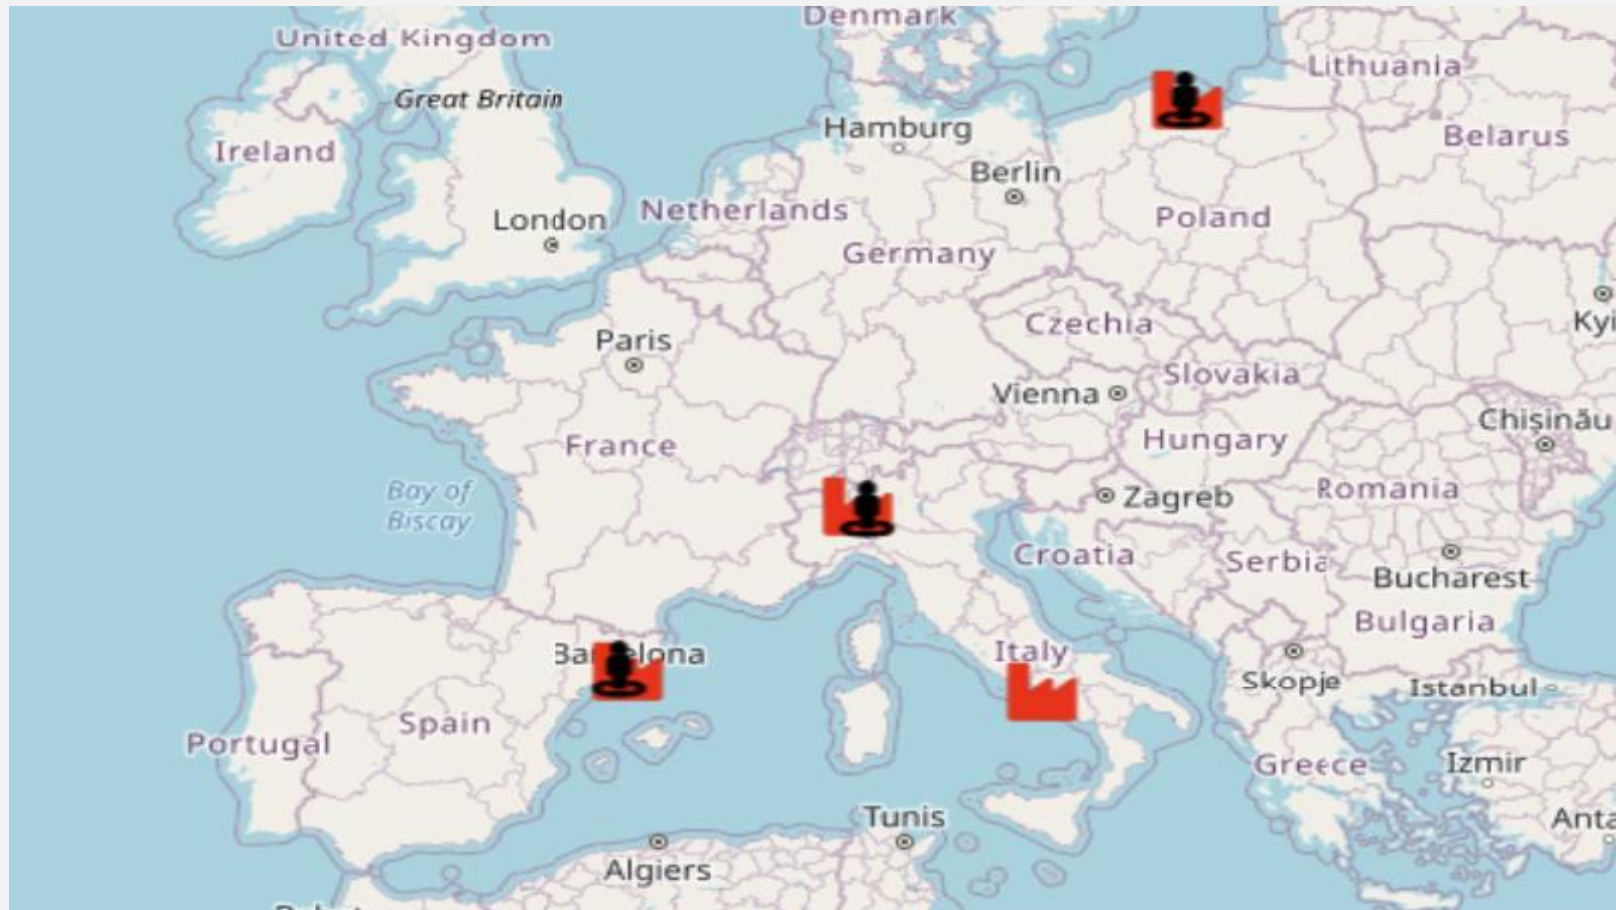 Denmark
United Kingdom
Lithuania
Great Britain
Hamburg
Belarus
Ireland
Berlin
London
Netherlands
Poland
Germany
Paris
Czechia
Kyi
Vienna
Slovakia
Chișinău
France
Hungary
Bay of
Biscay
Romania
Zagreb
Croatia
Serbia
Bucharest
Bulgaria
Italy
Skopje
Istanbul
Spain
Portugal
Greece
Izmir
Tunis
Anta
Algiers